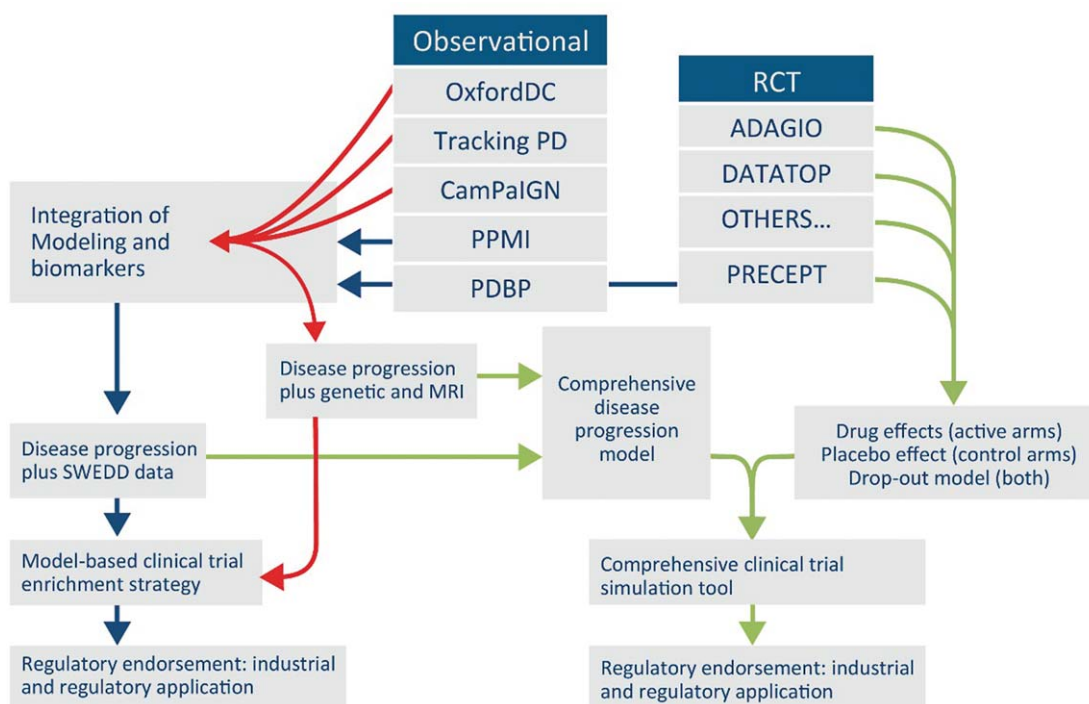 Observational
OxfordDC
Tracking PD
CamPaIGN
PPMI
PDBP
RCT
ADAGIO
DATATOP
OTHERS...
PRECEPT
Integration of
Modeling and
biomarkers
Disease progression
plus genetic and MRI
Comprehensive
disease
progression
model
Drug effects (active arms)
Placebo effect (control arms)
Drop-out model (both)
Disease progression
plus SWEDD data
Model-based clinical trial
enrichment strategy
Comprehensive clinical trial
simulation tool
Regulatory endorsement: industrial
and regulatory application
Regulatory endorsement: industrial
and regulatory application